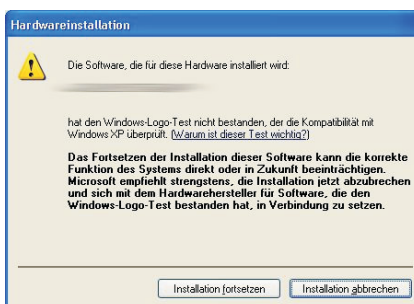 Hardwareinstallation
Die Software, die für diese Hardware installiert wird:
hat den Windows-Logo-Test nicht bestanden, der die Kompatibilität mit
Windows XP überprüft. (Warum ist dieser Test wichtig?)
Das Fortsetzen der Installation dieser Software kann die korrekte
Funktion des Systems direkt oder in Zukunft beeinträchtigen.
Microsoft empfiehlt strengstens, die Installation jetzt abzubrechen
und sich mit dem Hardwarehersteller für Software, die den
Windows-Logo-Test bestanden hat, in Verbindung zu setzen.
Installation fortsetzen
Installation abbrechen